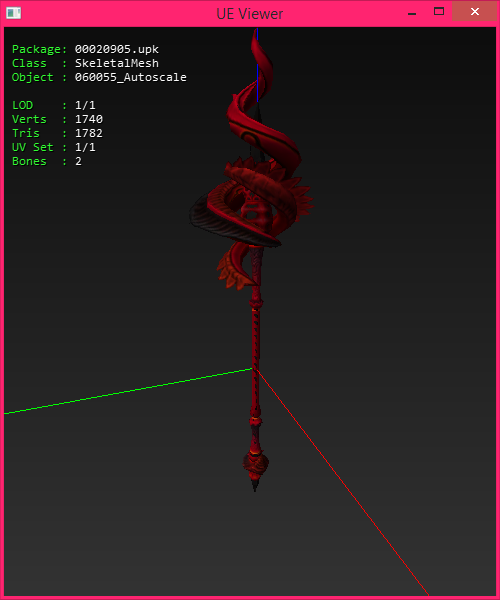 UE Viewer
Package: 00020905.upk
Class : SkeletalMesh
Object : 060055_Autoscale
LOD : 1/1
Verts : 1740
Tris : 1782
UV Set : 1/1
Bones : 2